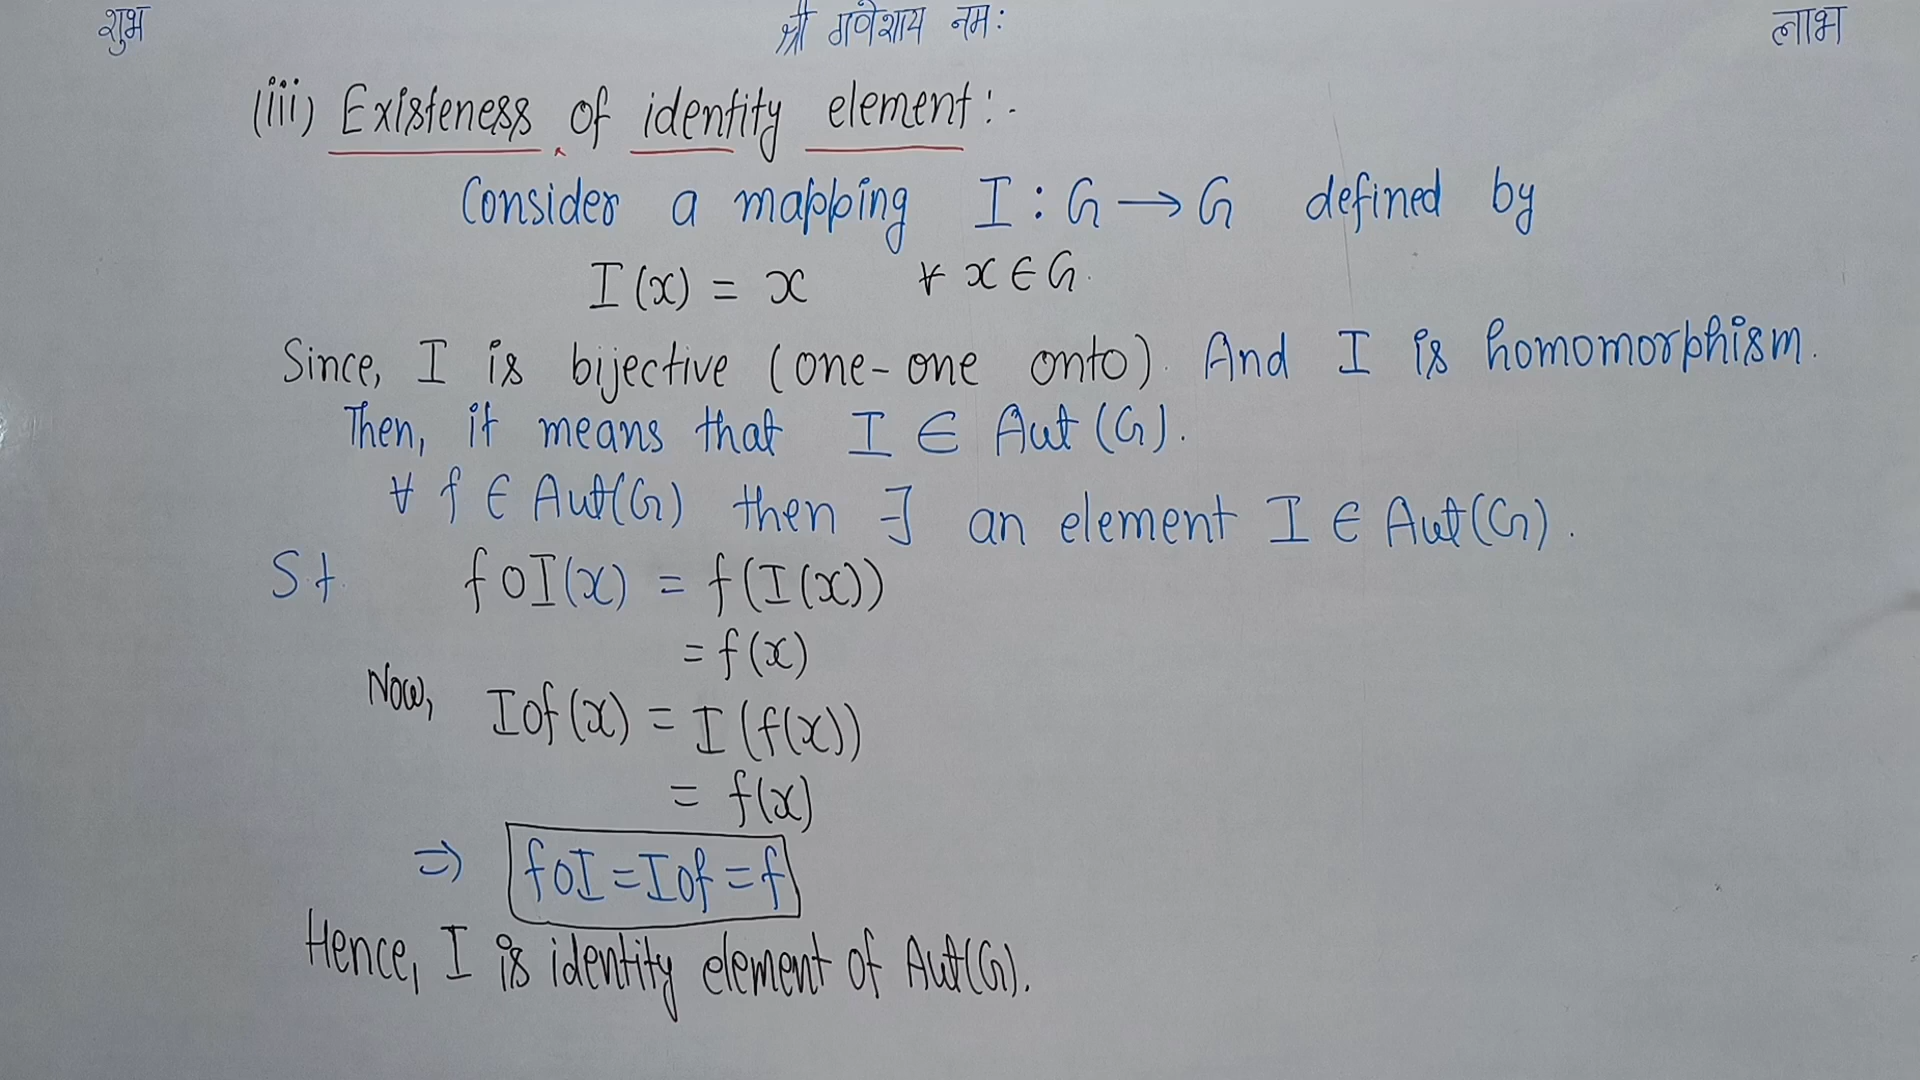 शुभ श्री गणेशाय नमः लाभ
(iii) Existeness of identity element:-
Consider a mapping I : G → G defined by
I(x) = x ∀ x ∈ G.
Since, I is bijective (one-one onto). And I is homomorphism.
Then, it means that I ∈ Aut (G).
∀ f ∈ Aut(G) then ∃ an element I ∈ Aut(G).
S.t. foI(x) = f(I(x))
= f(x)
Now, Iof(x) = I(f(x))
= f(x)
⇒ foI = Iof = f
Hence, I is identity element of Aut(G).